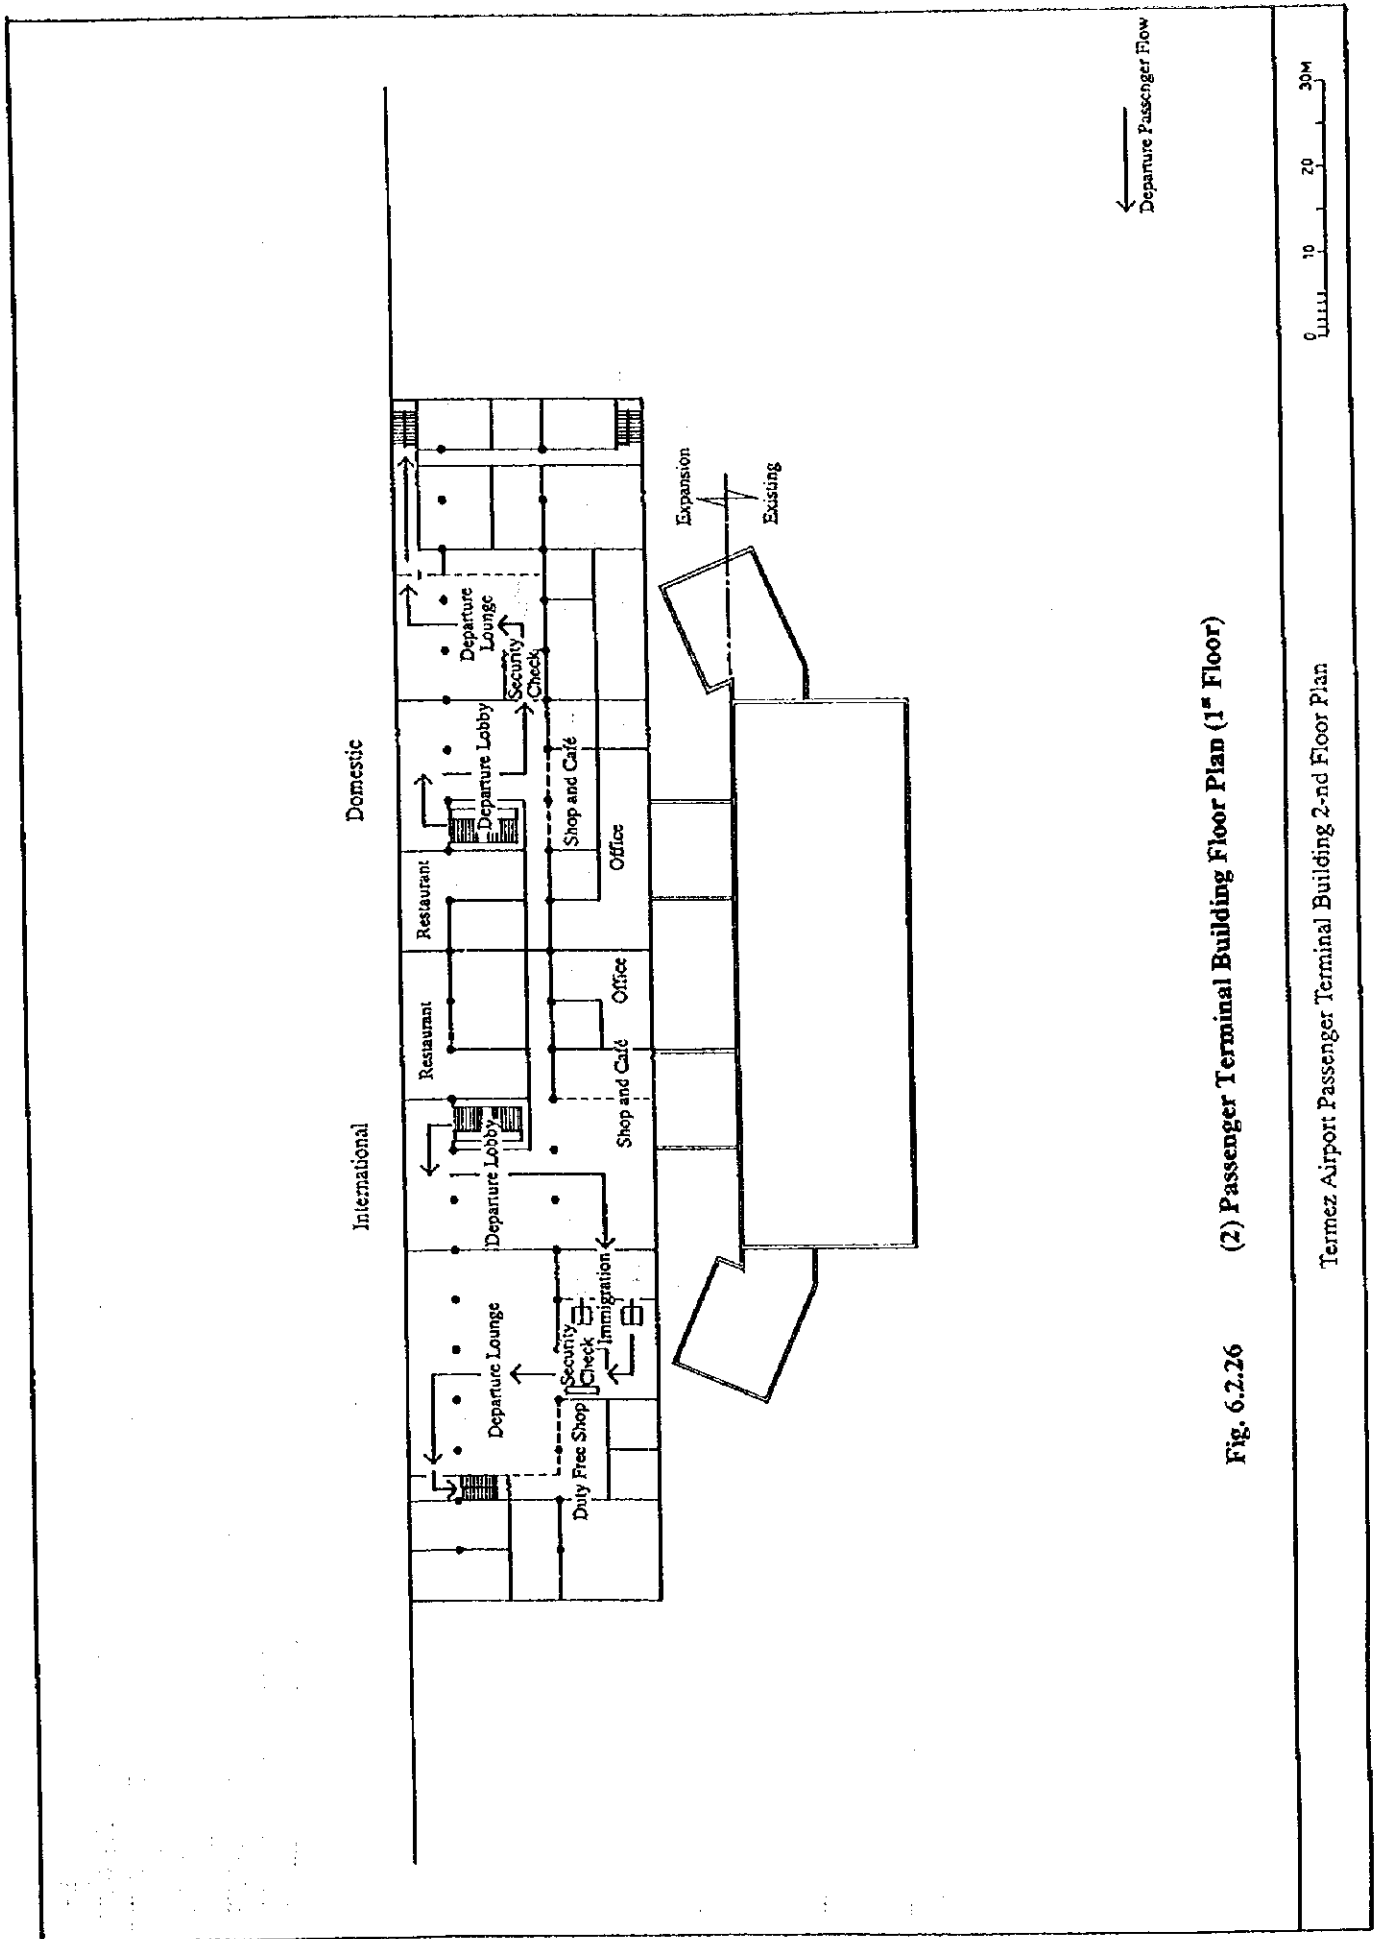 International
Domestic
Restaurant
Restaurant
Departure Lounge
Departure Lobby
Departure Lobby
Departure
Lounge
Security
Check
Immigration
Security
Check
Duty Free Shop
Shop and Café
Office
Office
Shop and Café
Expansion
Existing
Departure Passenger Flow
Fig. 6.2.26 (2) Passenger Terminal Building Floor Plan (1st Floor)
Termez Airport Passenger Terminal Building 2-nd Floor Plan
0 10 20 30M